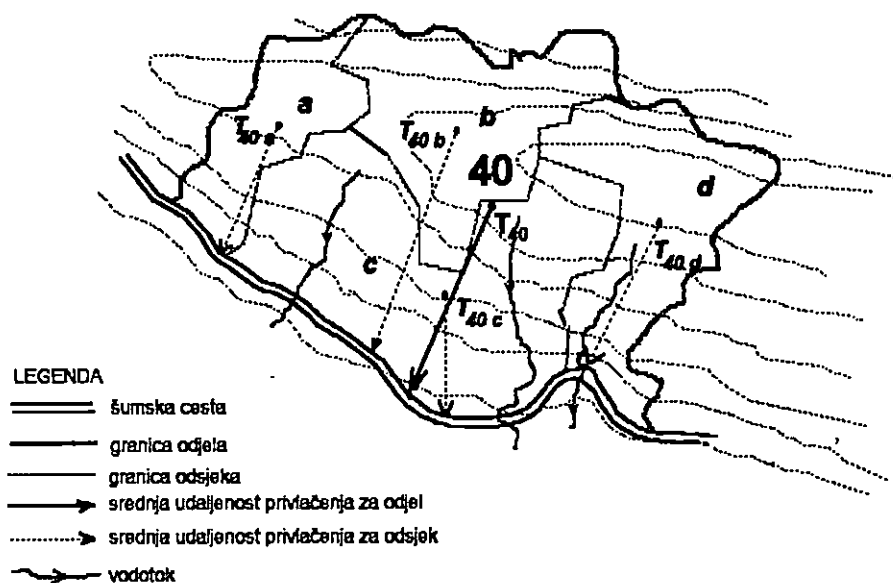 a
b
T40 a
T40 b
40
d
T40
T40 d
c
T40 c
LEGENDA
šumska cesta
granica odjela
granica odsjeka
srednja udaljenost privlačenja za odjel
srednja udaljenost privlačenja za odsjek
vodotok